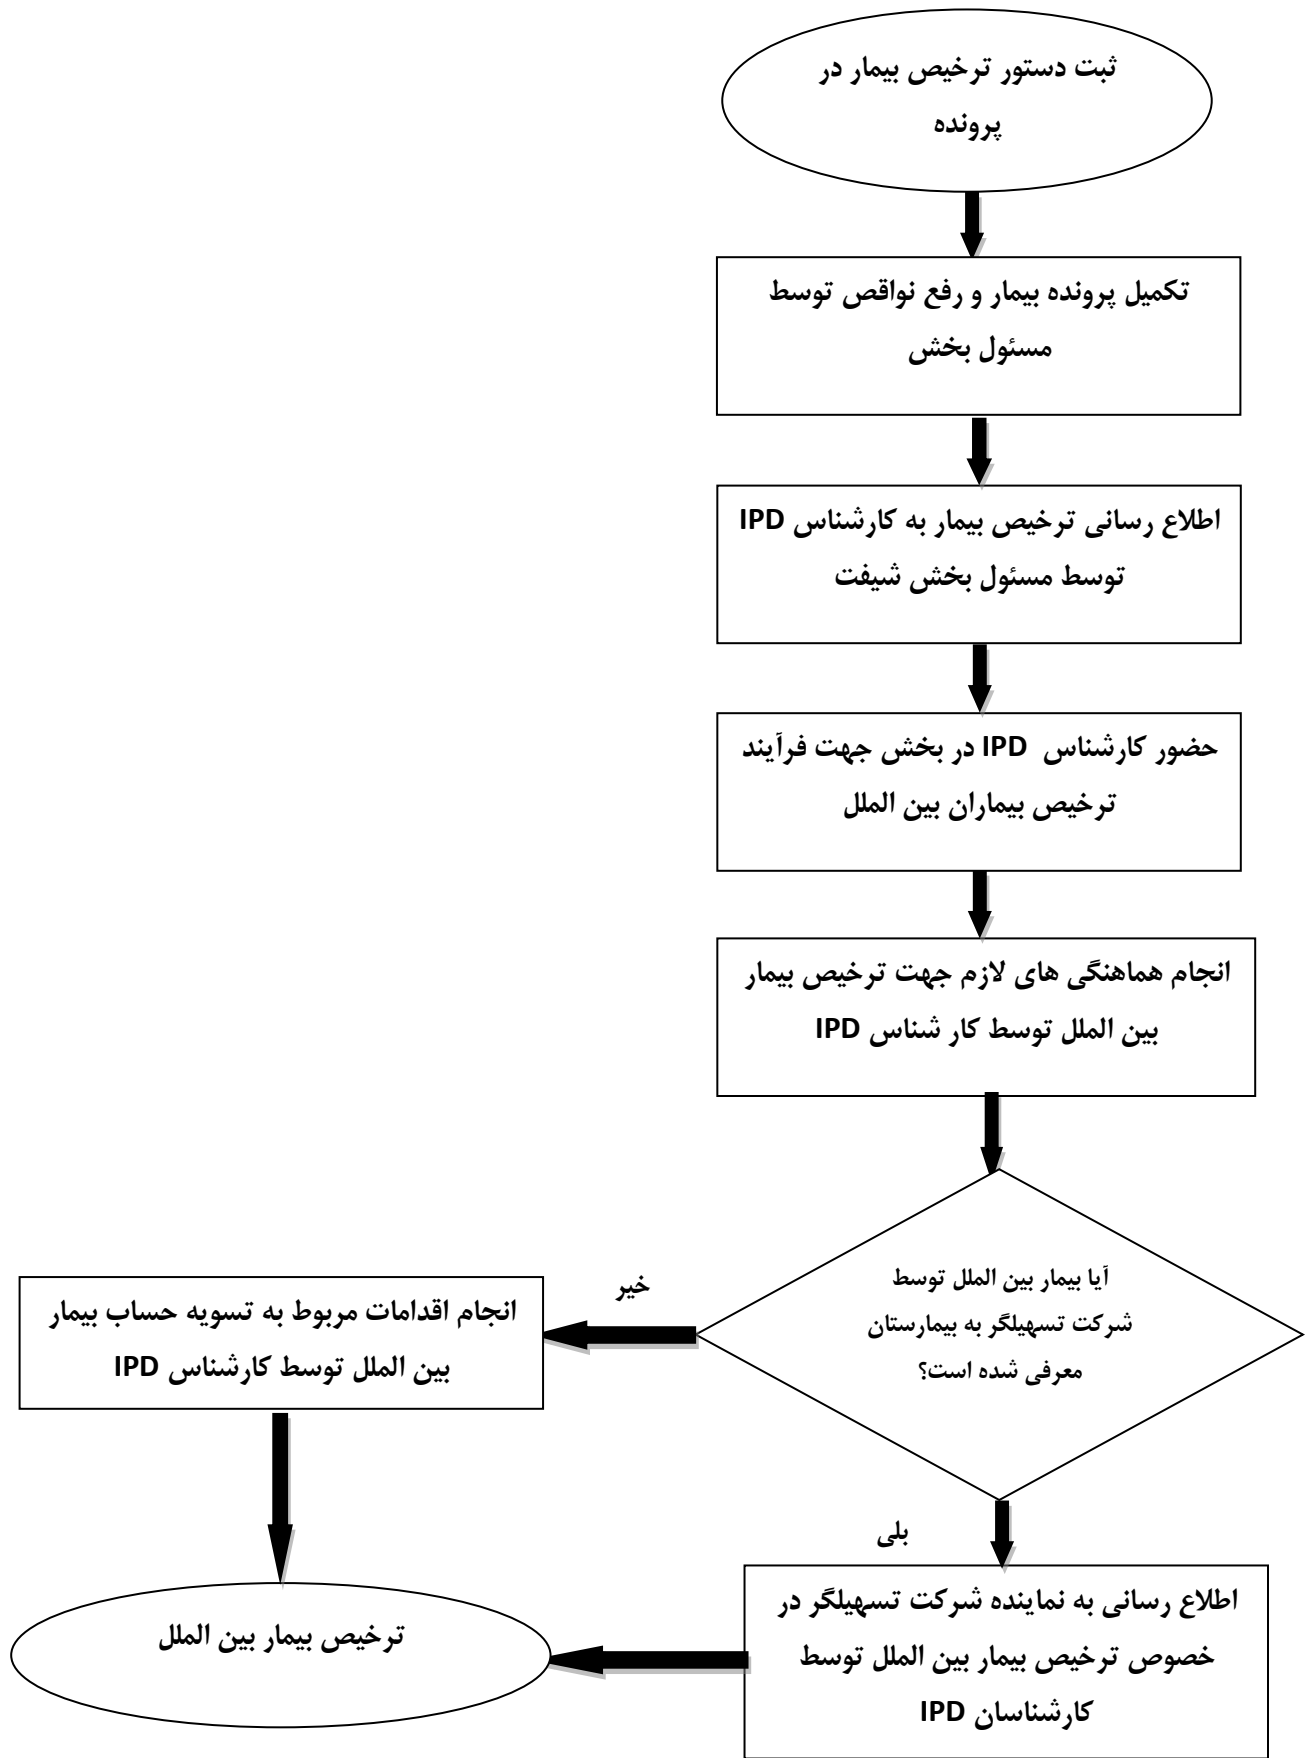 ثبت دستور ترخیص بیمار در
پرونده
تکمیل پرونده بیمار و رفع نواقص توسط
مسئول بخش
اطلاع رسانی ترخیص بیمار به کارشناس IPD
توسط مسئول بخش شیفت
حضور کارشناس IPD در بخش جهت فرآیند
ترخیص بیماران بین الملل
انجام هماهنگی های لازم جهت ترخیص بیمار
بین الملل توسط کار شناس IPD
آیا بیمار بین الملل توسط
شرکت تسهیلگر به بیمارستان
معرفی شده است؟
خیر
انجام اقدامات مربوط به تسویه حساب بیمار
بین الملل توسط کارشناس IPD
بلی
اطلاع رسانی به نماینده شرکت تسهیلگر در
خصوص ترخیص بیمار بین الملل توسط
کارشناسان IPD
ترخیص بیمار بین الملل